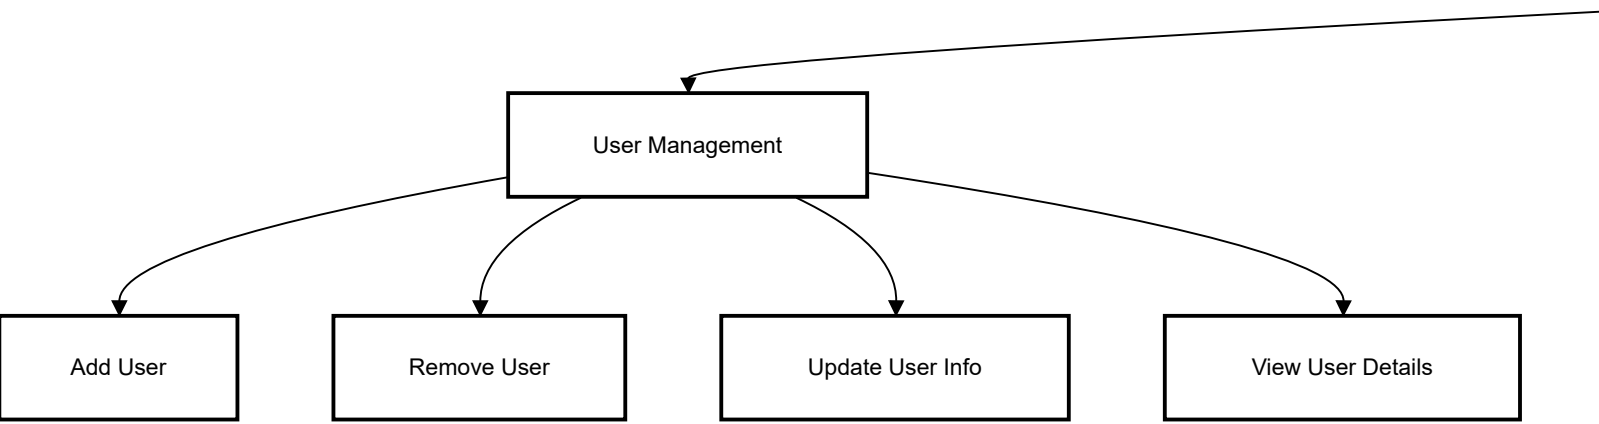 User Management
Add User
Remove User
Update User Info
View User Details